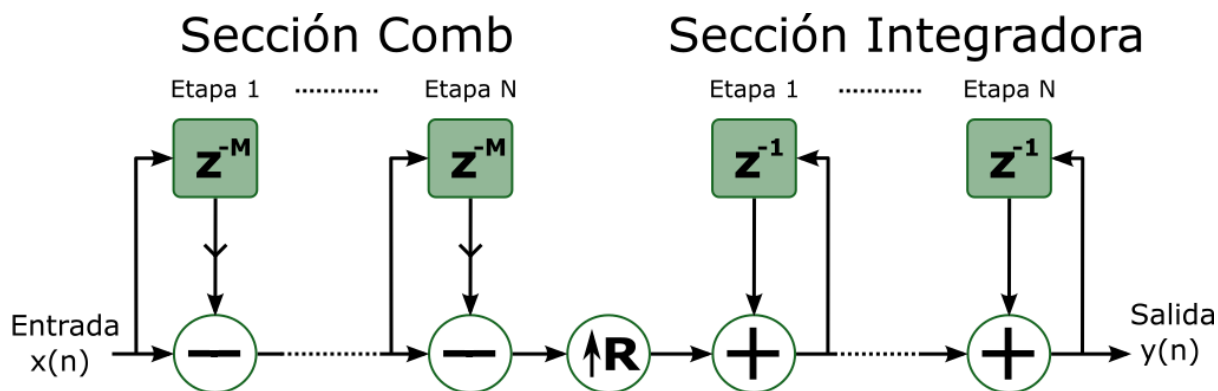 Sección Comb Sección Integradora
Etapa 1 Etapa N Etapa 1 Etapa N
z⁻ᴹ z⁻ᴹ z⁻¹ z⁻¹
Entrada
x(n)
− − ↑R + +
Salida
y(n)